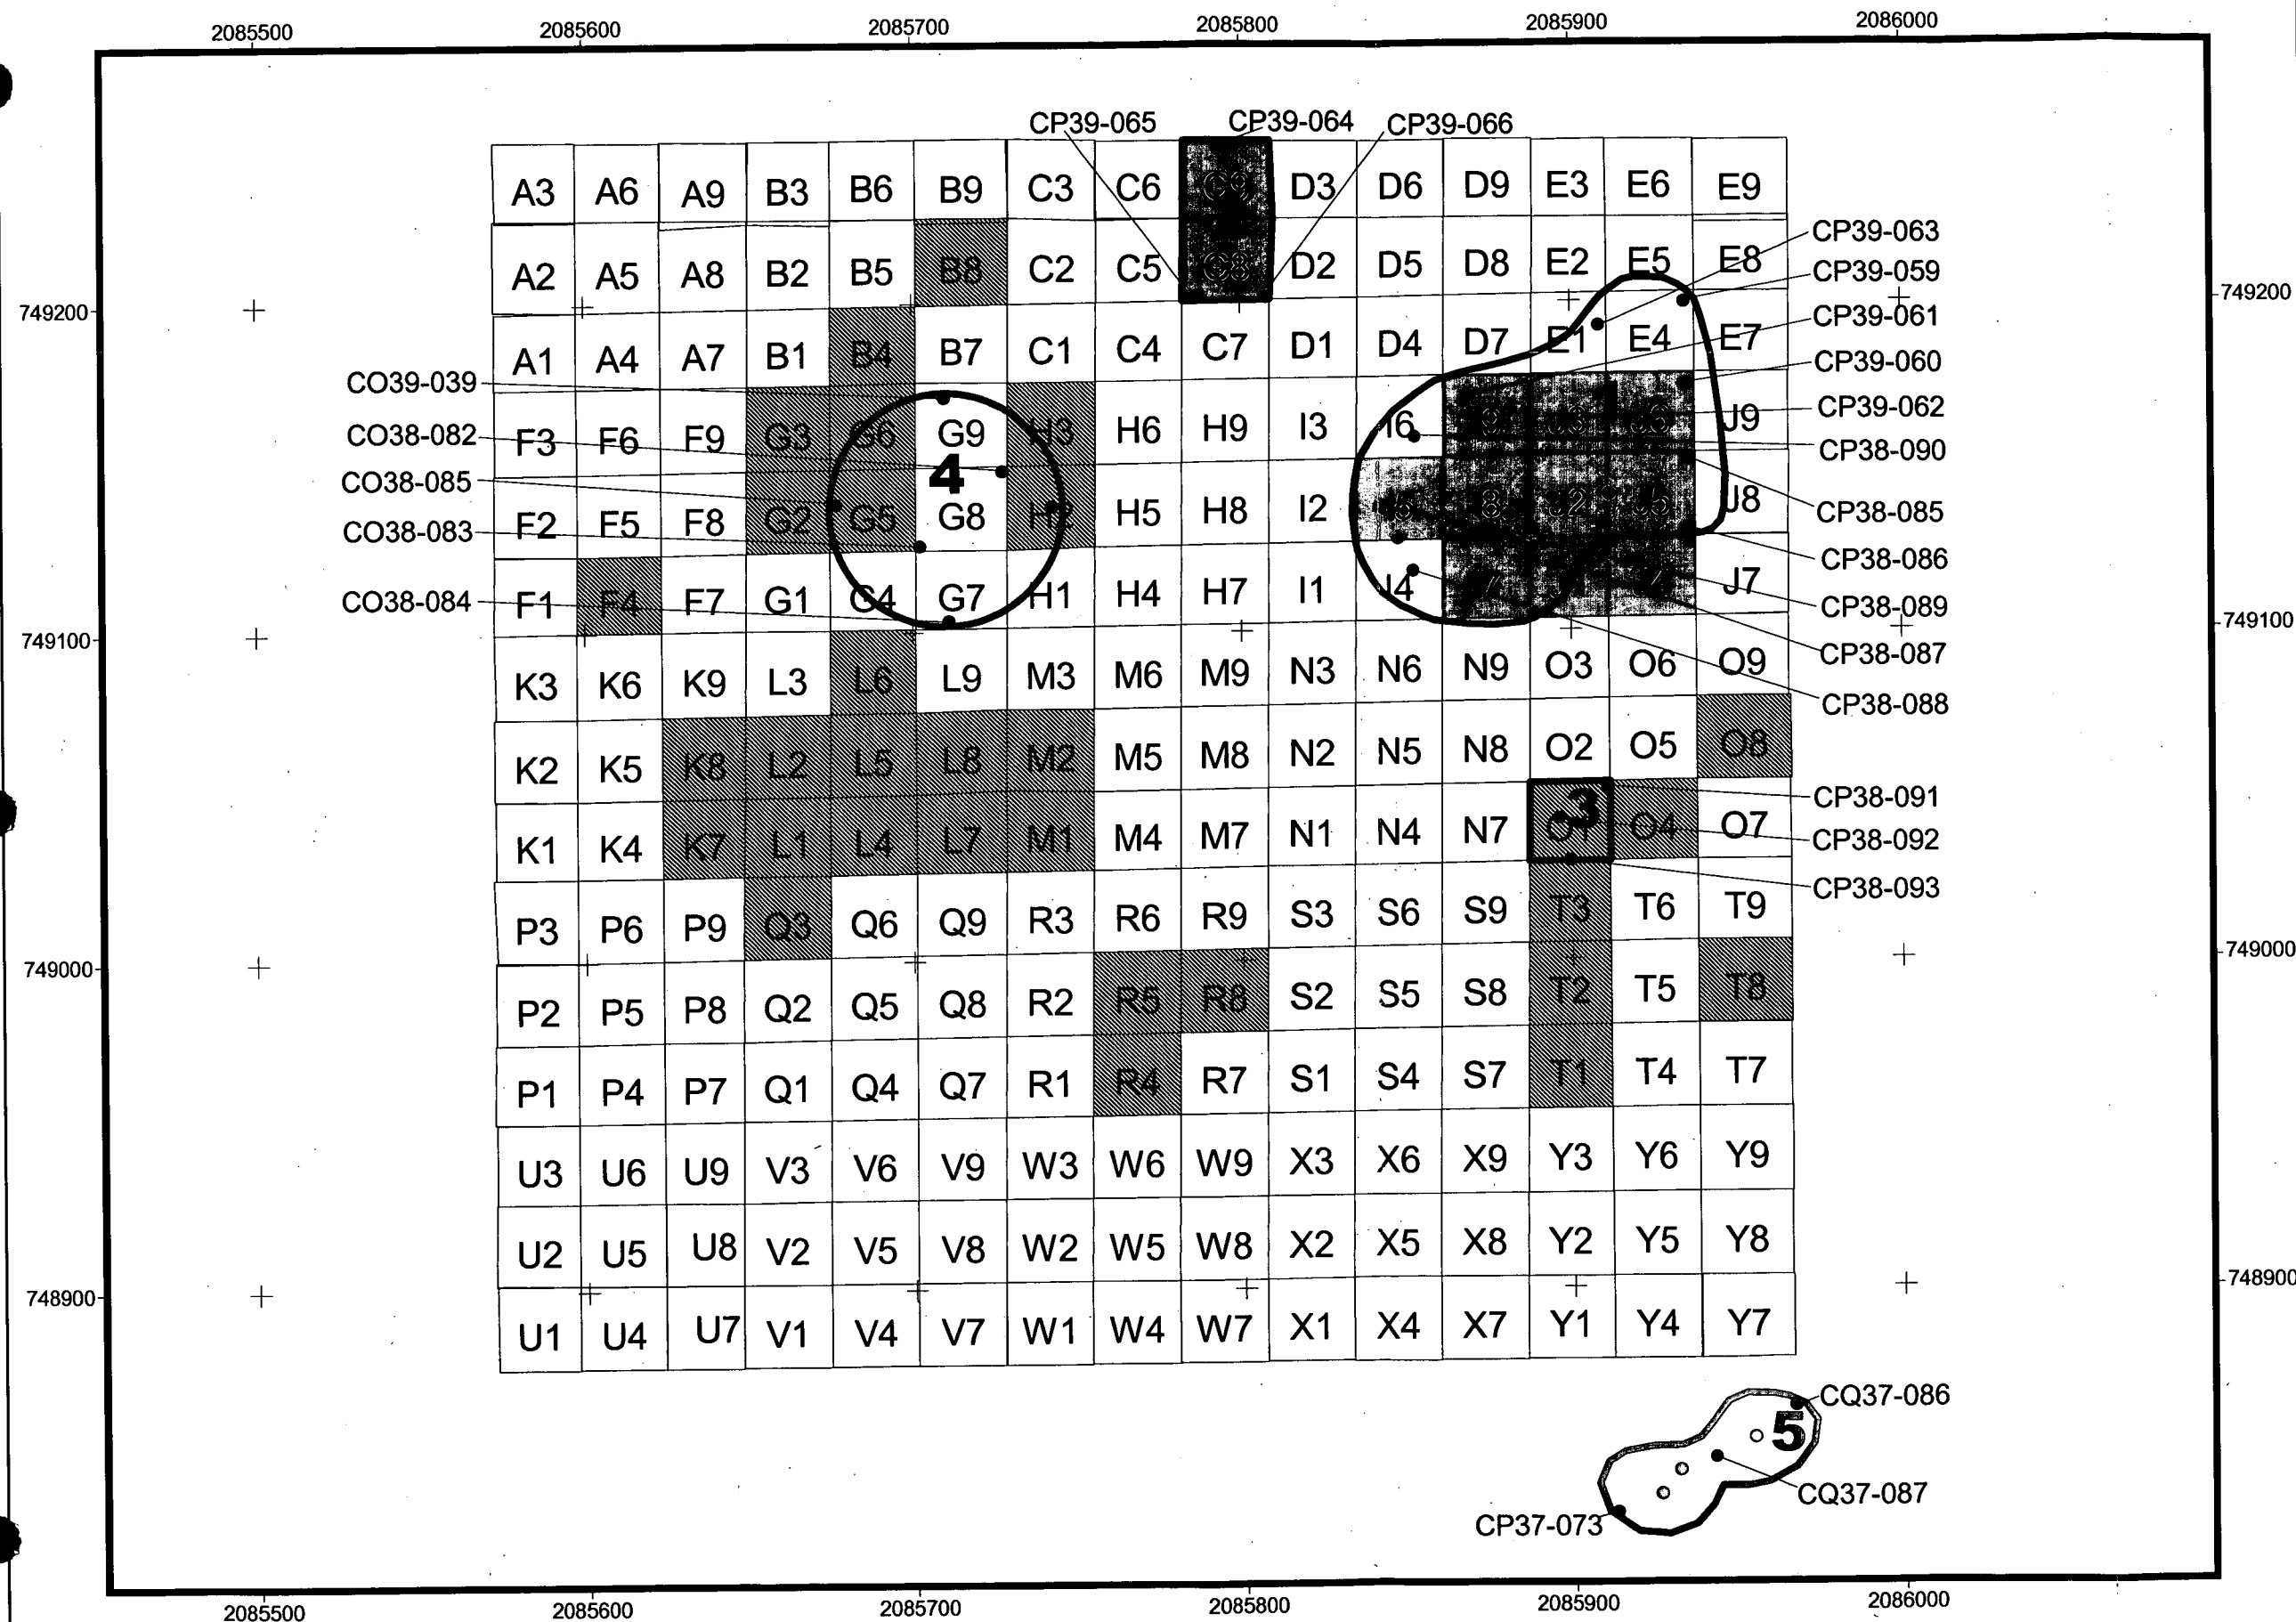 2085500 2085600 2085700 2085800 2085900 2086000
CP39-065 CP39-064 CP39-066
A3 A6 A9 B3 B6 B9 C3 C6 C9 D3 D6 D9 E3 E6 E9
CP39-063
A2 A5 A8 B2 B5 B8 C2 C5 C8 D2 D5 D8 E2 E5 E8
CP39-059
749200 749200
CP39-061
A1 A4 A7 B1 B4 B7 C1 C4 C7 D1 D4 D7 E1 E4 E7
CP39-060
CO39-039
CP39-062
F3 F6 F9 G3 G6 G9 H3 H6 H9 I3 I6 J6 J9
CO38-082
CP38-090
4
CO38-085
F2 F5 F8 G2 G5 G8 H2 H5 H8 I2 I5 J2 J5 J8
CP38-085
CO38-083
CP38-086
F1 F4 F7 G1 G4 G7 H1 H4 H7 I1 I4 J7
CO38-084
CP38-089
749100 749100
CP38-087
K3 K6 K9 L3 L6 L9 M3 M6 M9 N3 N6 N9 O3 O6 O9
CP38-088
K2 K5 K8 L2 L5 L8 M2 M5 M8 N2 N5 N8 O2 O5 O8
CP38-091
3
K1 K4 K7 L1 L4 L7 M1 M4 M7 N1 N4 N7 O1 O4 O7
CP38-092
CP38-093
P3 P6 P9 Q3 Q6 Q9 R3 R6 R9 S3 S6 S9 T3 T6 T9
749000 749000
P2 P5 P8 Q2 Q5 Q8 R2 R5 R8 S2 S5 S8 T2 T5 T8
P1 P4 P7 Q1 Q4 Q7 R1 R4 R7 S1 S4 S7 T1 T4 T7
U3 U6 U9 V3 V6 V9 W3 W6 W9 X3 X6 X9 Y3 Y6 Y9
U2 U5 U8 V2 V5 V8 W2 W5 W8 X2 X5 X8 Y2 Y5 Y8
748900 748900
U1 U4 U7 V1 V4 V7 W1 W4 W7 X1 X4 X7 Y1 Y4 Y7
CQ37-086
5
CQ37-087
CP37-073
2085500 2085600 2085700 2085800 2085900 2086000